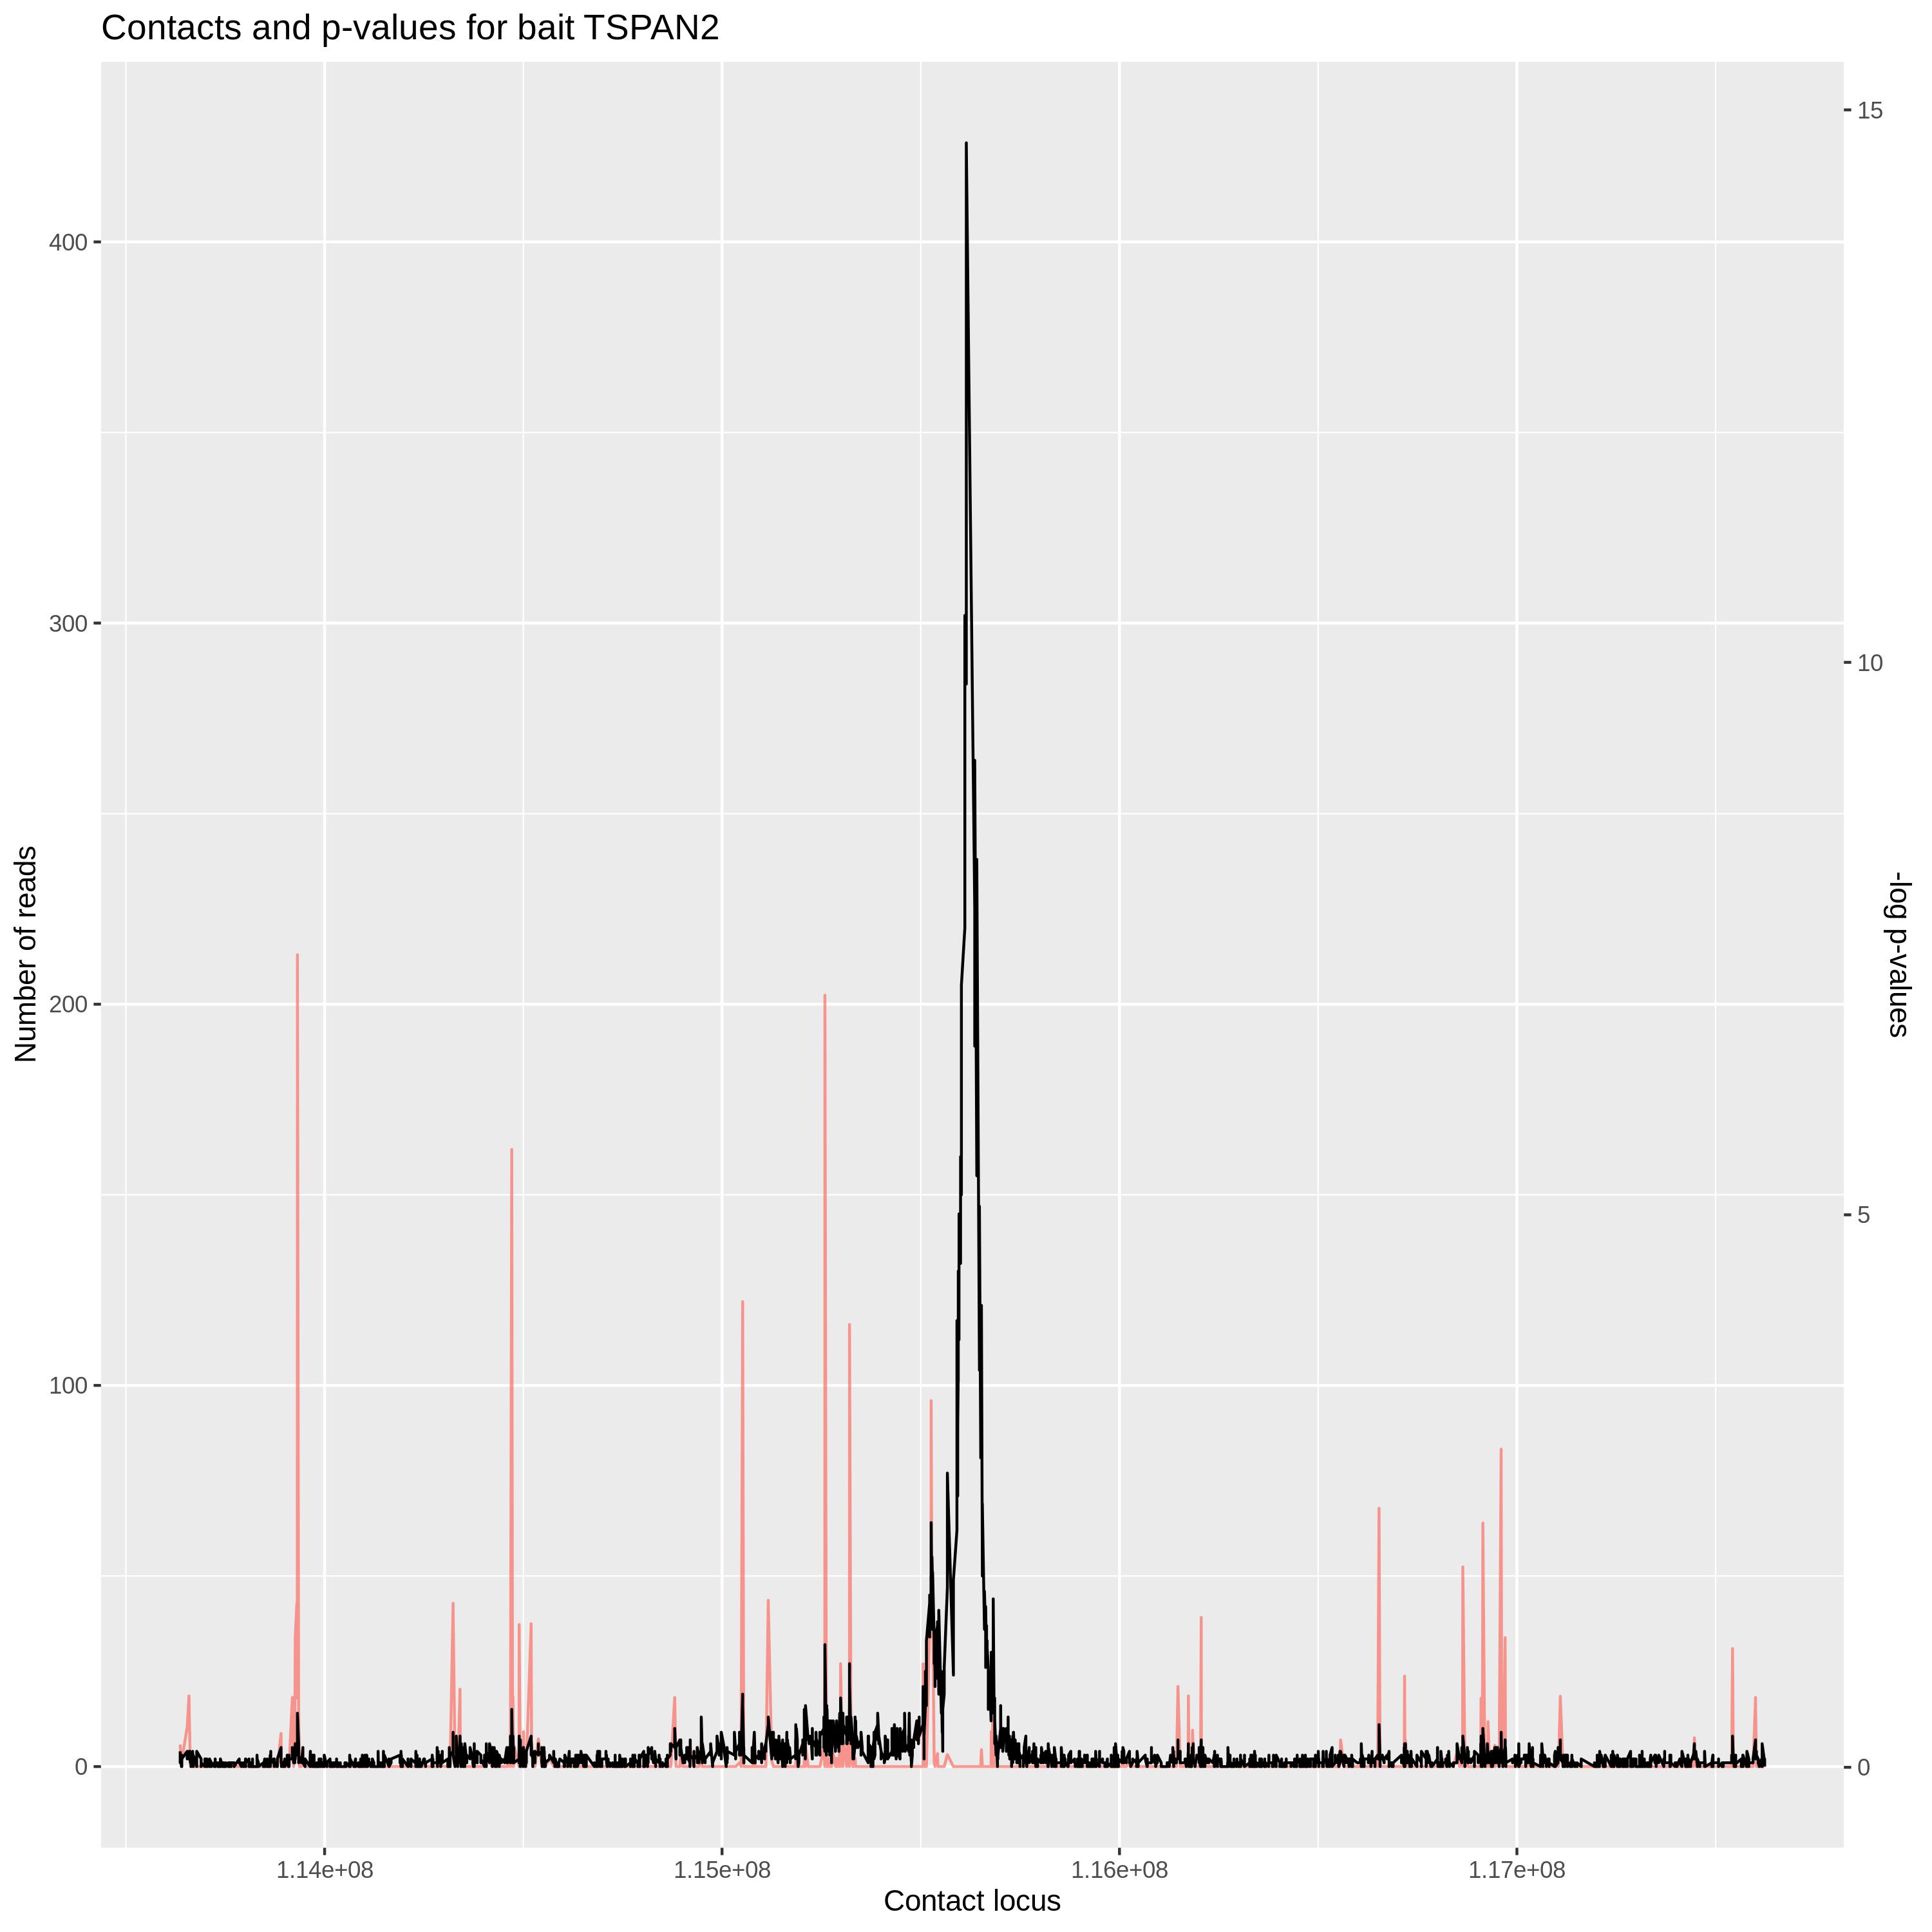 Contacts and p-values for bait TSPAN2
15
400
300
10
Number of reads
-log p-values
200
5
100
0
0
1.14e+08 1.15e+08 1.16e+08 1.17e+08
Contact locus